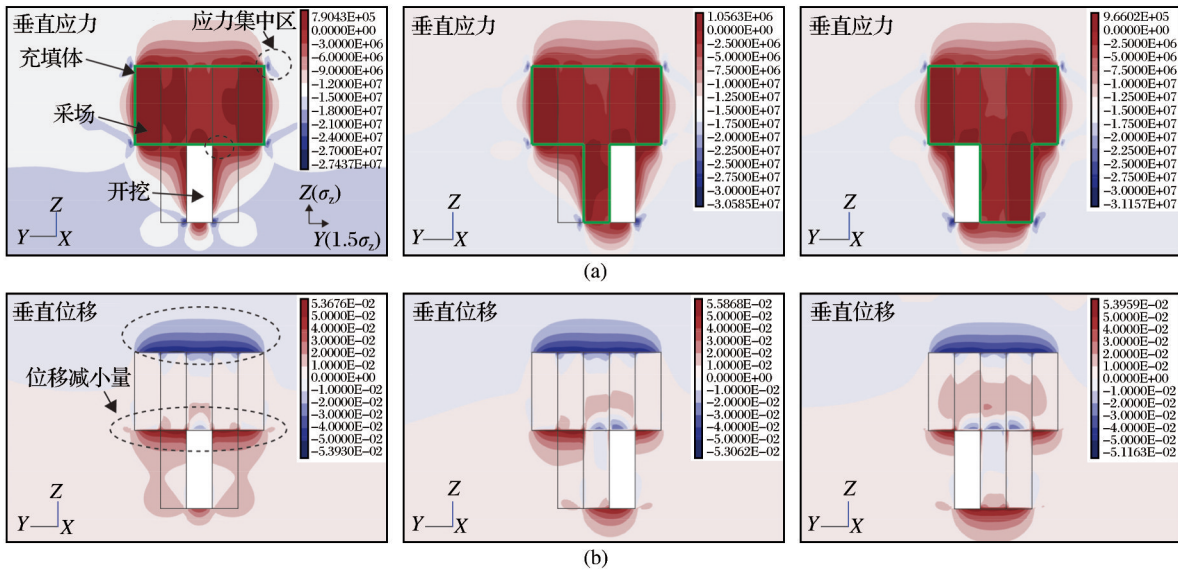 垂直应力
应力集中区
充填体
采场
开挖
Z(σz)
Y(1.5σz)
Z
Y
X
7.9043E+05
0.0000E+00
-3.0000E+06
-6.0000E+06
-9.0000E+06
-1.2000E+07
-1.5000E+07
-1.8000E+07
-2.1000E+07
-2.4000E+07
-2.7000E+07
-2.7437E+07
垂直应力
Z
Y
X
1.0563E+06
0.0000E+00
-2.5000E+06
-5.0000E+06
-7.5000E+06
-1.0000E+07
-1.2500E+07
-1.5000E+07
-1.7500E+07
-2.0000E+07
-2.2500E+07
-2.5000E+07
-2.7500E+07
-3.0000E+07
-3.0585E+07
垂直应力
Z
Y
X
9.6602E+05
0.0000E+00
-2.5000E+06
-5.0000E+06
-7.5000E+06
-1.0000E+07
-1.2500E+07
-1.5000E+07
-1.7500E+07
-2.0000E+07
-2.2500E+07
-2.5000E+07
-2.7500E+07
-3.0000E+07
-3.1157E+07
(a)
垂直位移
位移减小量
Z
Y
X
5.3676E-02
5.0000E-02
4.0000E-02
3.0000E-02
2.0000E-02
1.0000E-02
0.0000E+00
-1.0000E-02
-2.0000E-02
-3.0000E-02
-4.0000E-02
-5.0000E-02
-5.3930E-02
垂直位移
Z
Y
X
5.5868E-02
5.0000E-02
4.0000E-02
3.0000E-02
2.0000E-02
1.0000E-02
0.0000E+00
-1.0000E-02
-2.0000E-02
-3.0000E-02
-4.0000E-02
-5.0000E-02
-5.3062E-02
垂直位移
Z
Y
X
5.3959E-02
5.0000E-02
4.0000E-02
3.0000E-02
2.0000E-02
1.0000E-02
0.0000E+00
-1.0000E-02
-2.0000E-02
-3.0000E-02
-4.0000E-02
-5.0000E-02
-5.1163E-02
(b)